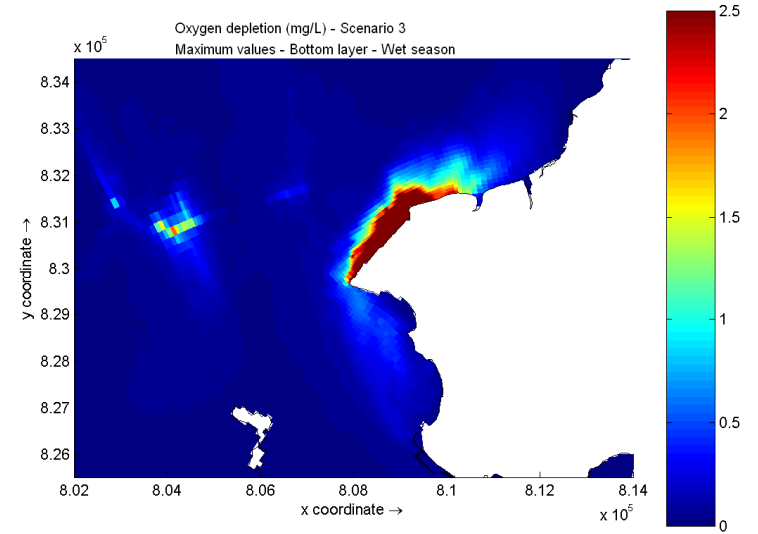 Oxygen depletion (mg/L) - Scenario 3
Maximum values - Bottom layer - Wet season
x 10^5
8.34
8.33
8.32
8.31
8.3
8.29
8.28
8.27
8.26
y coordinate →
8.02 8.04 8.06 8.08 8.1 8.12 8.14
x coordinate →
x 10^5
2.5
2
1.5
1
0.5
0